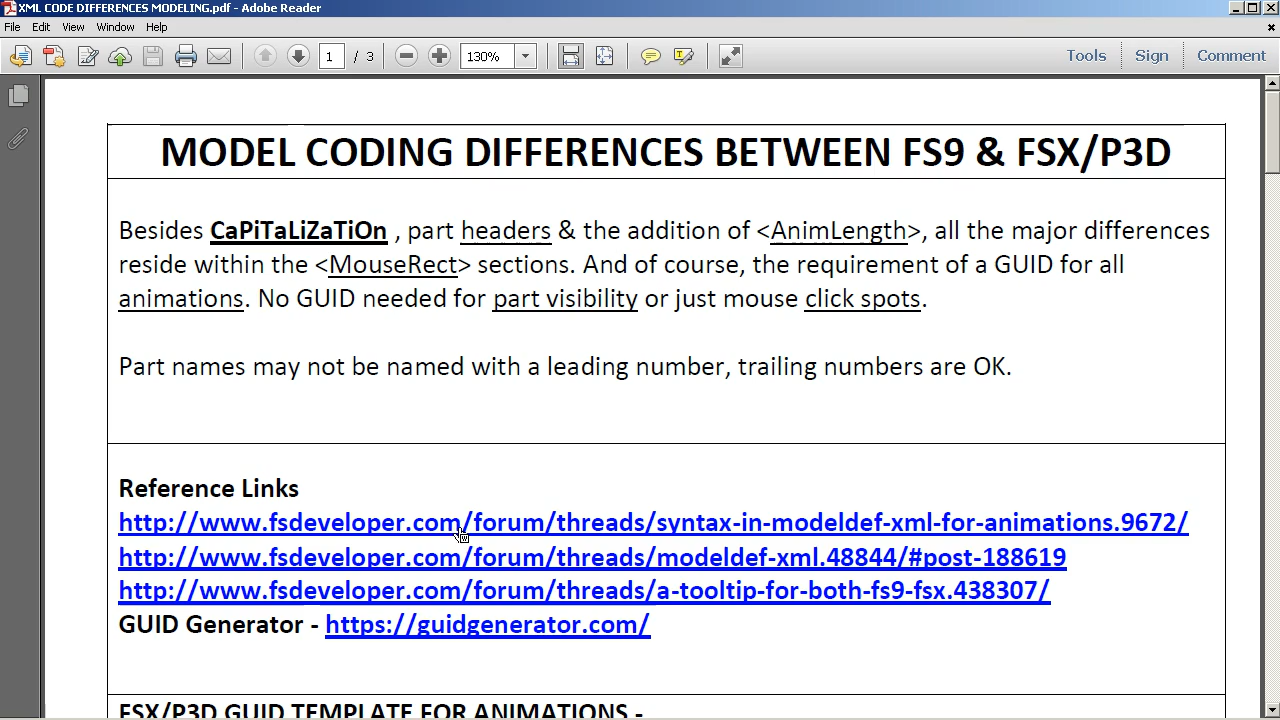 XML CODE DIFFERENCES MODELING.pdf - Adobe Reader
File Edit View Window Help
1 / 3 130% Tools Sign Comment
MODEL CODING DIFFERENCES BETWEEN FS9 & FSX/P3D
Besides CaPiTaLiZaTiOn , part headers & the addition of <AnimLength>, all the major differences
reside within the <MouseRect> sections. And of course, the requirement of a GUID for all
animations. No GUID needed for part visibility or just mouse click spots.
Part names may not be named with a leading number, trailing numbers are OK.
Reference Links
http://www.fsdeveloper.com/forum/threads/syntax-in-modeldef-xml-for-animations.9672/
http://www.fsdeveloper.com/forum/threads/modeldef-xml.48844/#post-188619
http://www.fsdeveloper.com/forum/threads/a-tooltip-for-both-fs9-fsx.438307/
GUID Generator - https://guidgenerator.com/
FSX/P3D GUID TEMPLATE FOR ANIMATIONS -